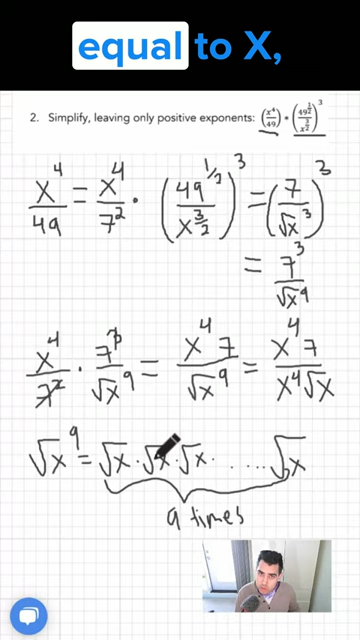 equal to X,
2. Simplify, leaving only positive exponents: (x⁴/49) • (49^(1/2)/x^(3/2))³
x⁴/49 = x⁴/7² · (49^(1/2)/x^(3/2))³ = (7/√x³)³
= 7³/√x⁹
x⁴/7² · 7³/√x⁹ = x⁴7/√x⁹ = x⁴7/x⁴√x
√x⁹ = √x · √x · √x · . . . . . √x
9 times